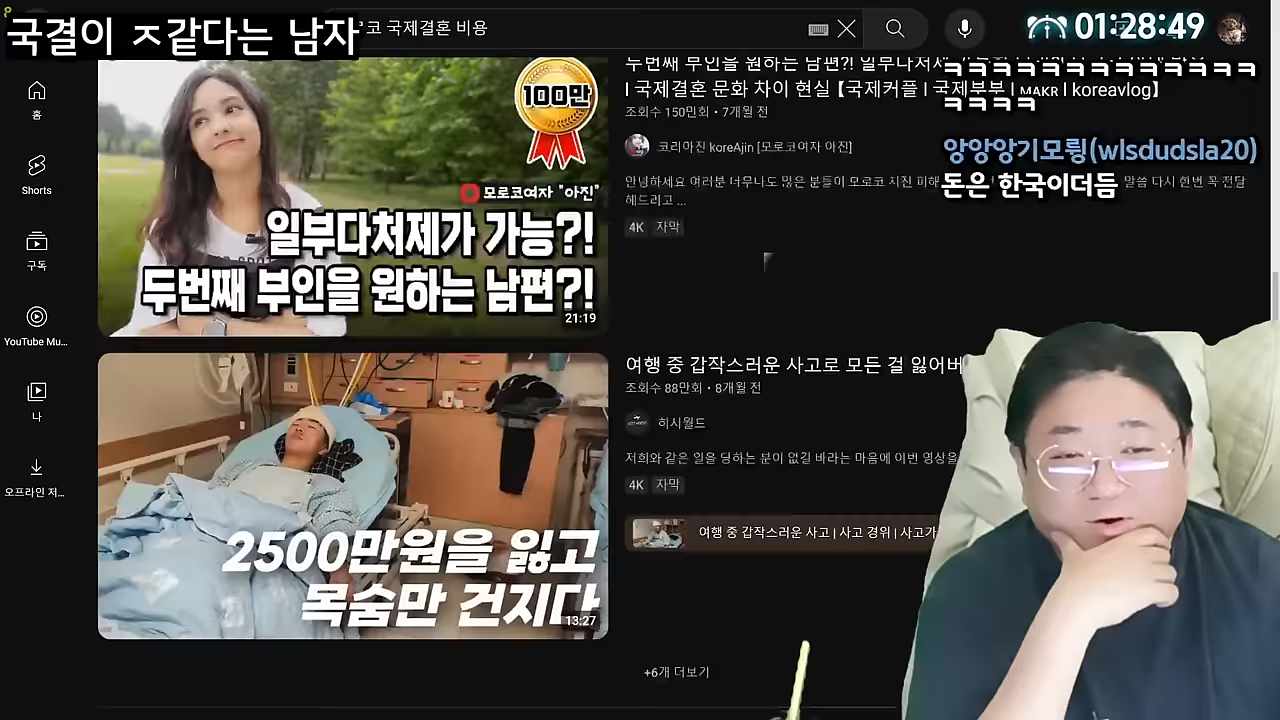 국결이 ㅈ같다는 남자
코 국제결혼 비용
01:28:49
ㅋㅋㅋㅋㅋㅋㅋㅋㅋㅋㅋㅋㅋ
ㅋㅋㅋㅋ
앙앙앙기모륑(wlsdudsla20)
돈은 한국이더듬
홈
Shorts
구독
YouTube Mu...
나
오프라인 저...
100만
모로코여자 "아진"
일부다처제가 가능?!
두번째 부인을 원하는 남편?!
21:19
두번째 부인을 원하는 남편?! 일부다처제
l 국제결혼 문화 차이 현실 【국제커플 l 국제부부 l ᴍᴀᴋʀ l koreavlog】
조회수 150만회 • 7개월 전
코리아진 koreAjin [모로코여자 아진]
안녕하세요 여러분 너무나도 많은 분들이 모로코 지진 피해 말씀 다시 한번 꼭 전달
해드리고 ...
4K 자막
2500만원을 잃고
목숨만 건지다
13:27
여행 중 갑작스러운 사고로 모든 걸 잃어버
조회수 88만회 • 8개월 전
히시월드
저희와 같은 일을 당하는 분이 없길 바라는 마음에 이번 영상을
4K 자막
여행 중 갑작스러운 사고 | 사고 경위 | 사고가
+6개 더보기